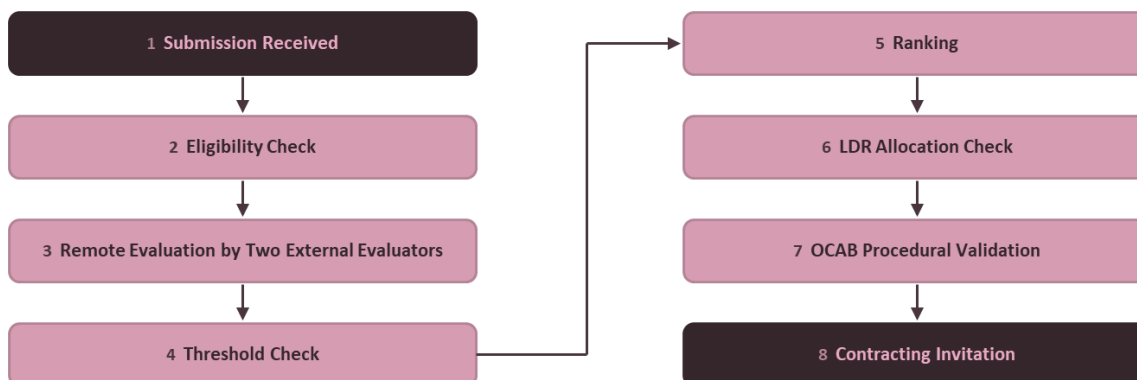 1 Submission Received
2 Eligibility Check
3 Remote Evaluation by Two External Evaluators
4 Threshold Check
5 Ranking
6 LDR Allocation Check
7 OCAB Procedural Validation
8 Contracting Invitation